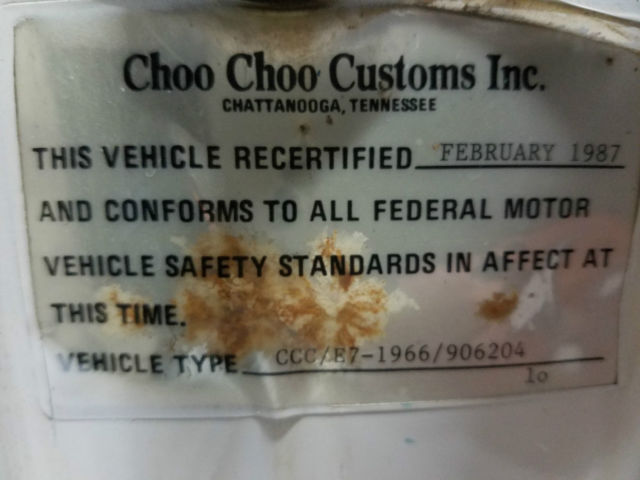 Choo Choo Customs Inc.
CHATTANOOGA, TENNESSEE
THIS VEHICLE RECERTIFIED FEBRUARY 1987
AND CONFORMS TO ALL FEDERAL MOTOR
VEHICLE SAFETY STANDARDS IN AFFECT AT
THIS TIME.
VEHICLE TYPE CCC/E7-1966/906204
lo